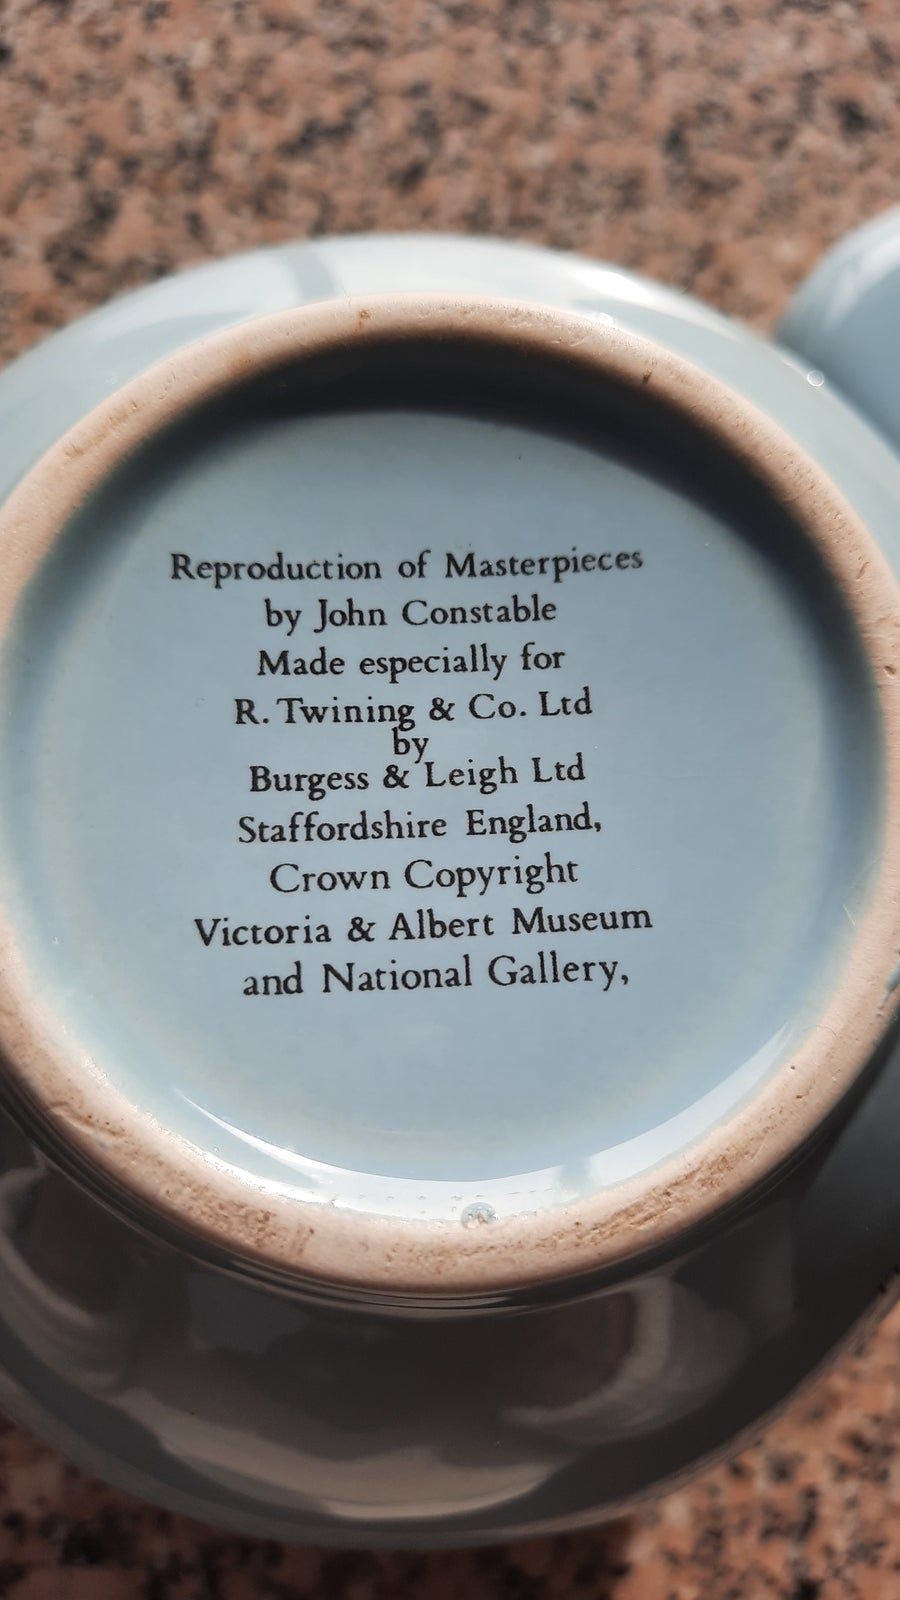 Reproduction of Masterpieces
by John Constable
Made especially for
R. Twining & Co. Ltd
by
Burgess & Leigh Ltd
Staffordshire England,
Crown Copyright
Victoria & Albert Museum
and National Gallery,